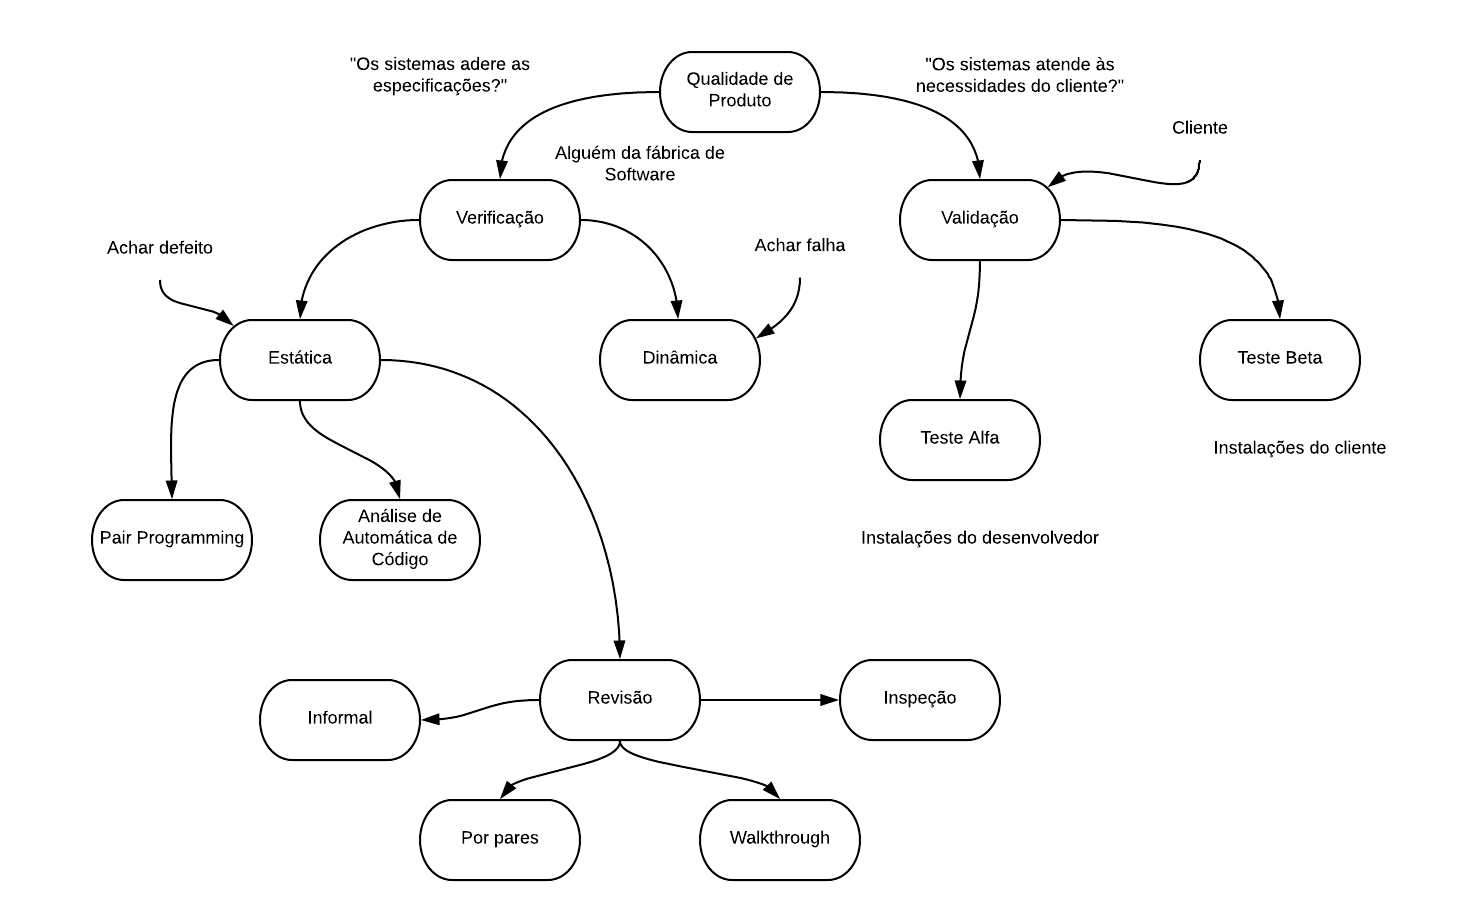 "Os sistemas adere as
especificações?"
Qualidade de
Produto
"Os sistemas atende às
necessidades do cliente?"
Cliente
Alguém da fábrica de
Software
Verificação
Validação
Achar defeito
Achar falha
Estática
Dinâmica
Teste Beta
Teste Alfa
Instalações do cliente
Pair Programming
Análise de
Automática de
Código
Instalações do desenvolvedor
Informal
Revisão
Inspeção
Por pares
Walkthrough